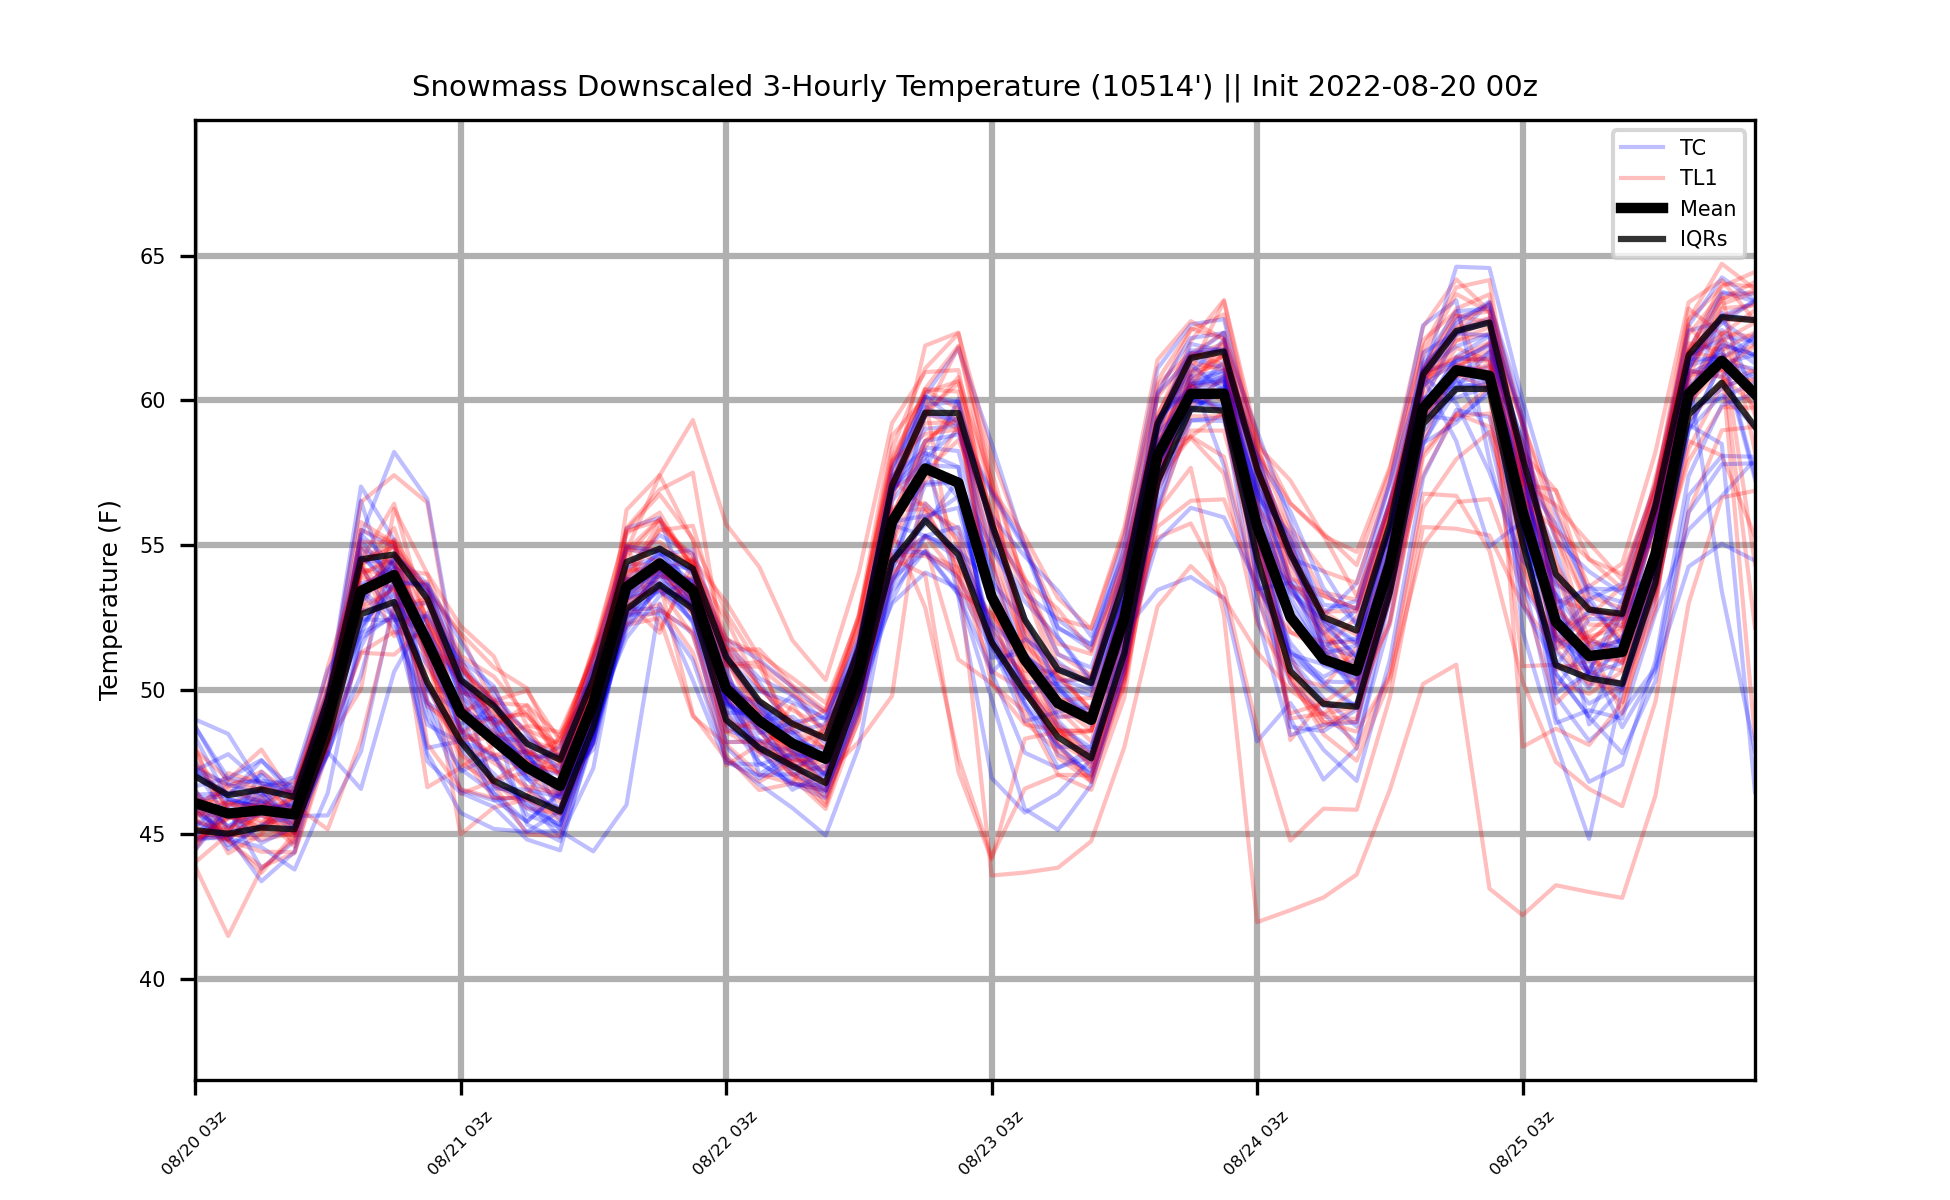 Snowmass Downscaled 3-Hourly Temperature (10514') || Init 2022-08-20 00z
TC
TL1
Mean
IQRs
Temperature (F)
65
60
55
50
45
40
08/20 03z
08/21 03z
08/22 03z
08/23 03z
08/24 03z
08/25 03z